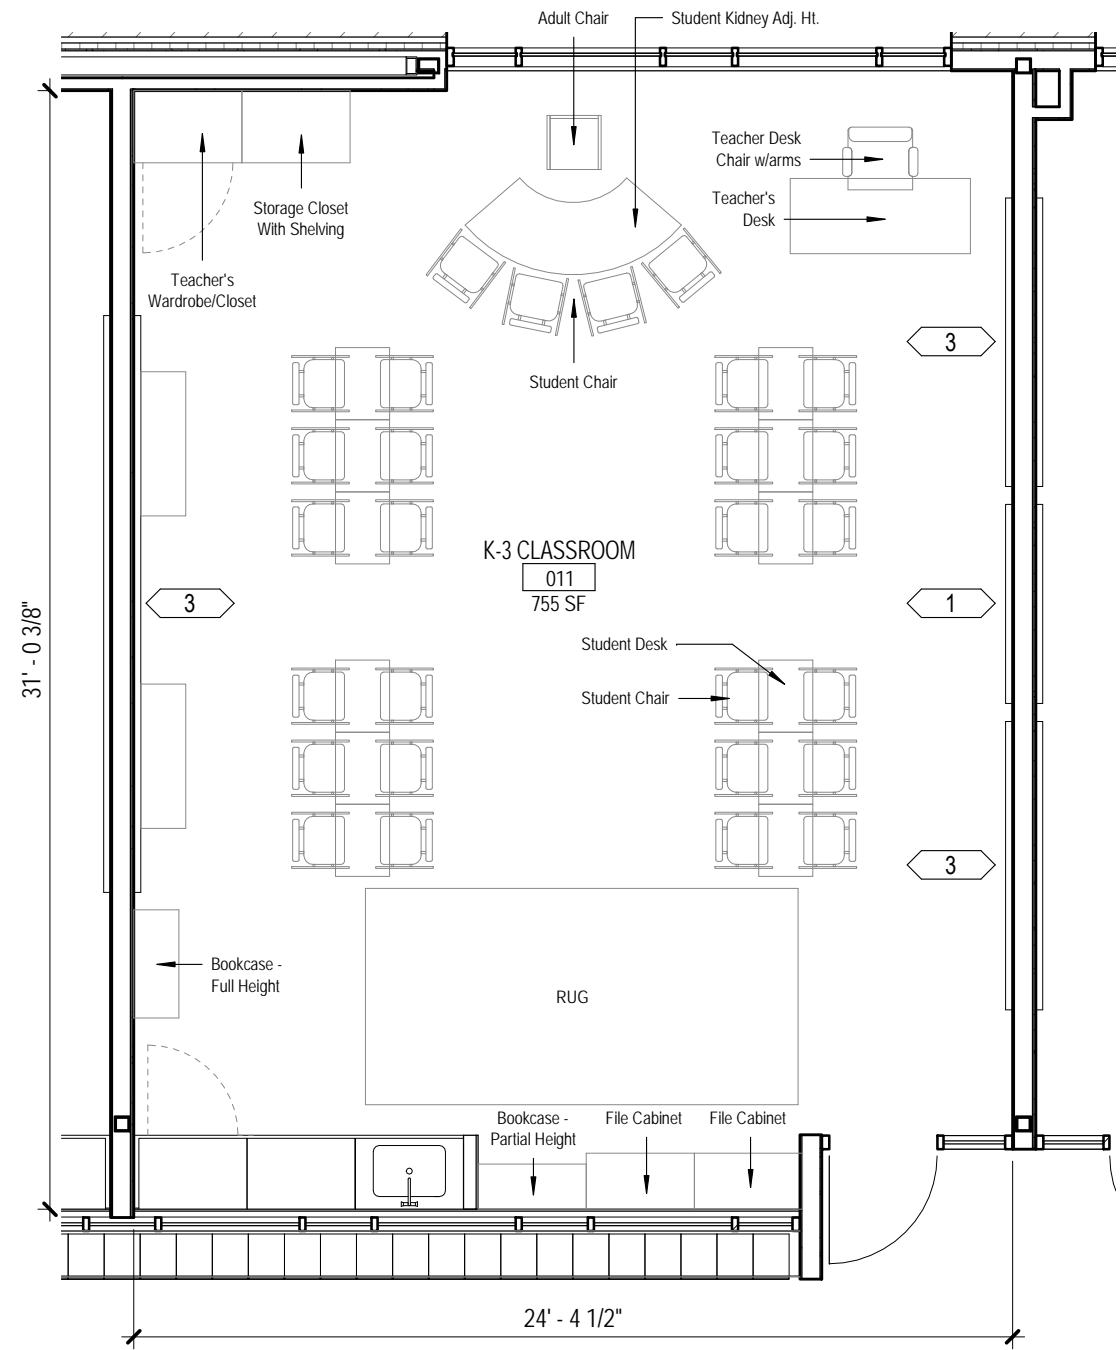 Adult Chair
Student Kidney Adj. Ht.
Teacher Desk
Chair w/arms
Teacher's
Desk
Storage Closet
With Shelving
Teacher's
Wardrobe/Closet
3
Student Chair
K-3 CLASSROOM
011
755 SF
3
1
31' - 0 3/8"
Student Desk
Student Chair
3
Bookcase -
Full Height
RUG
Bookcase -
Partial Height
File Cabinet
File Cabinet
24' - 4 1/2"